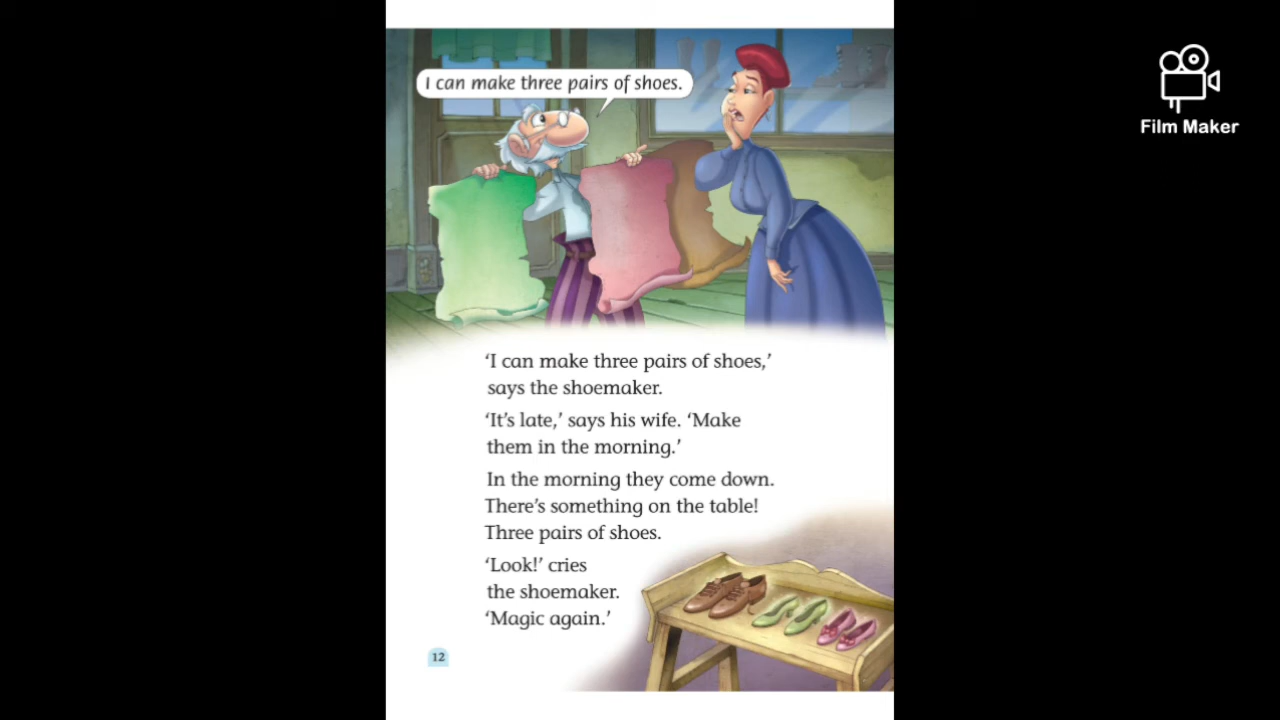 I can make three pairs of shoes.
Film Maker
‘I can make three pairs of shoes,’
says the shoemaker.
‘It’s late,’ says his wife. ‘Make
them in the morning.’
In the morning they come down.
There’s something on the table!
Three pairs of shoes.
‘Look!’ cries
the shoemaker.
‘Magic again.’
12